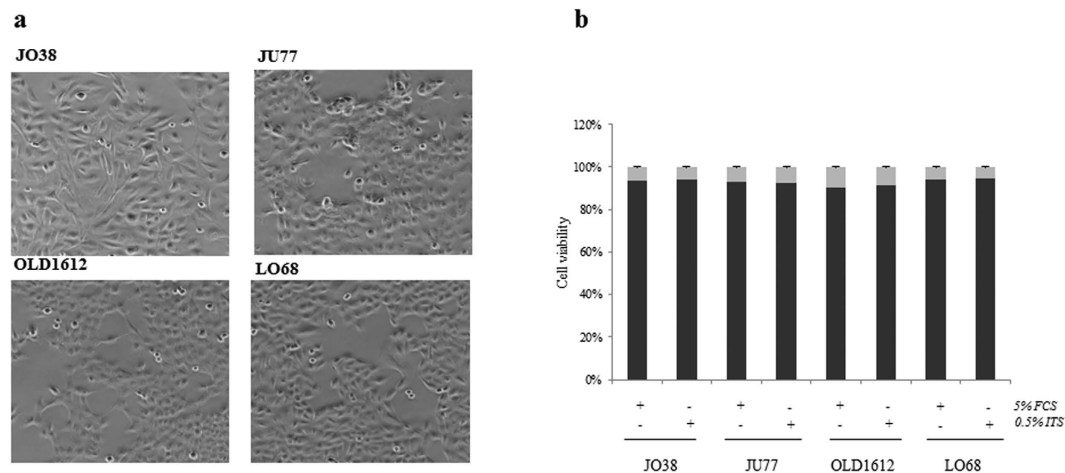 a
b
JO38
JU77
OLD1612
LO68
Cell viability
120%
100%
80%
60%
40%
20%
0%
+ - + - + - + - 5% FCS
- + - + - + - + 0.5% ITS
JO38 JU77 OLD1612 LO68